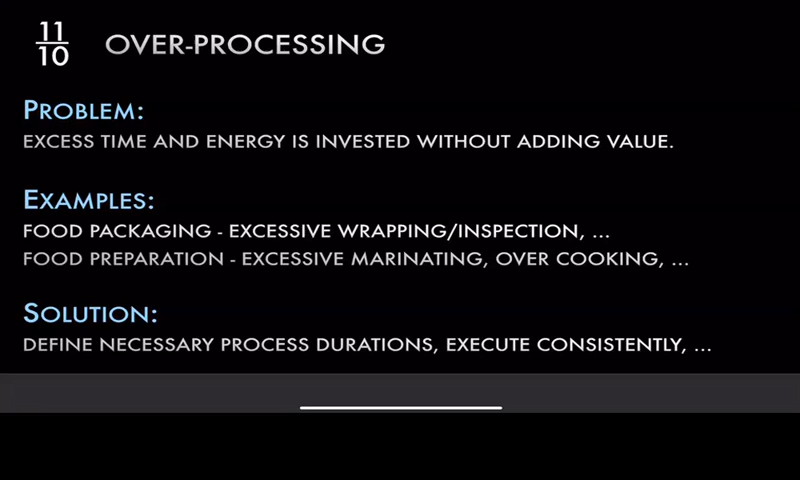 11
10
OVER-PROCESSING
PROBLEM:
EXCESS TIME AND ENERGY IS INVESTED WITHOUT ADDING VALUE.
EXAMPLES:
FOOD PACKAGING - EXCESSIVE WRAPPING/INSPECTION, ...
FOOD PREPARATION - EXCESSIVE MARINATING, OVER COOKING, ...
SOLUTION:
DEFINE NECESSARY PROCESS DURATIONS, EXECUTE CONSISTENTLY, ...